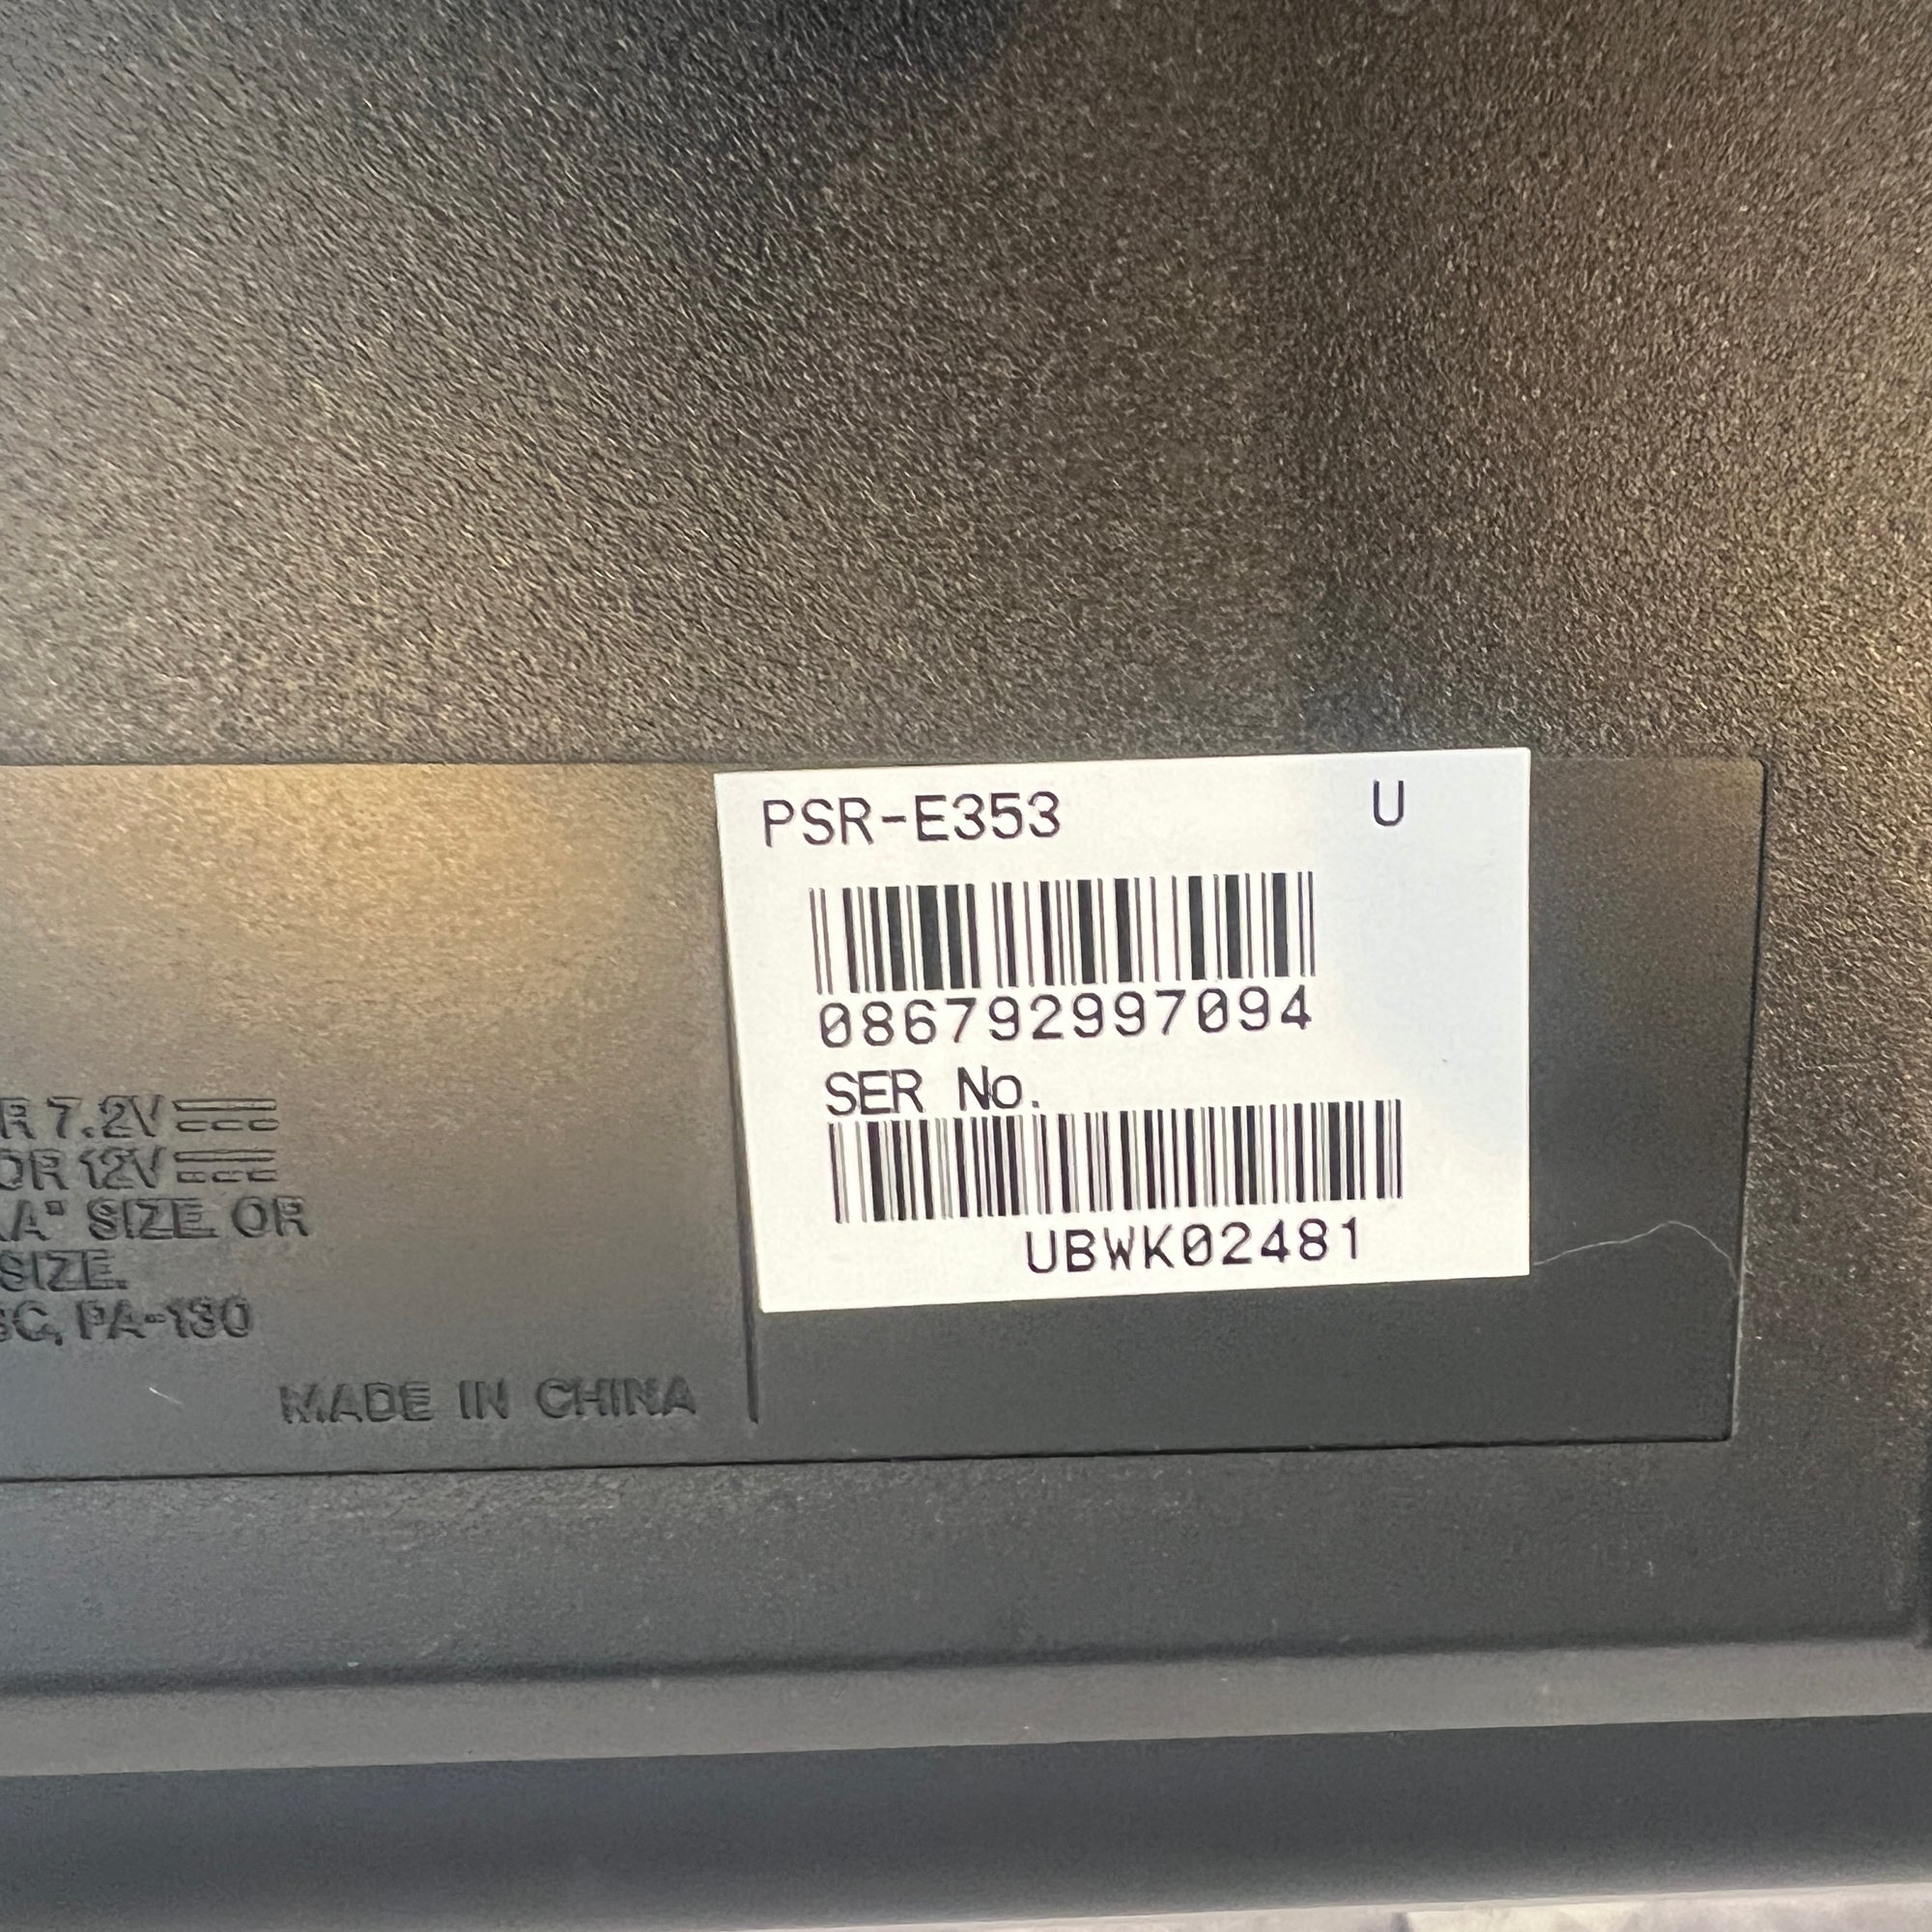 PSR-E353 U
086792997094
SER No.
UBWK02481
R 7.2V
OR 12V
A" SIZE OR
SIZE.
C, PA-130
MADE IN CHINA